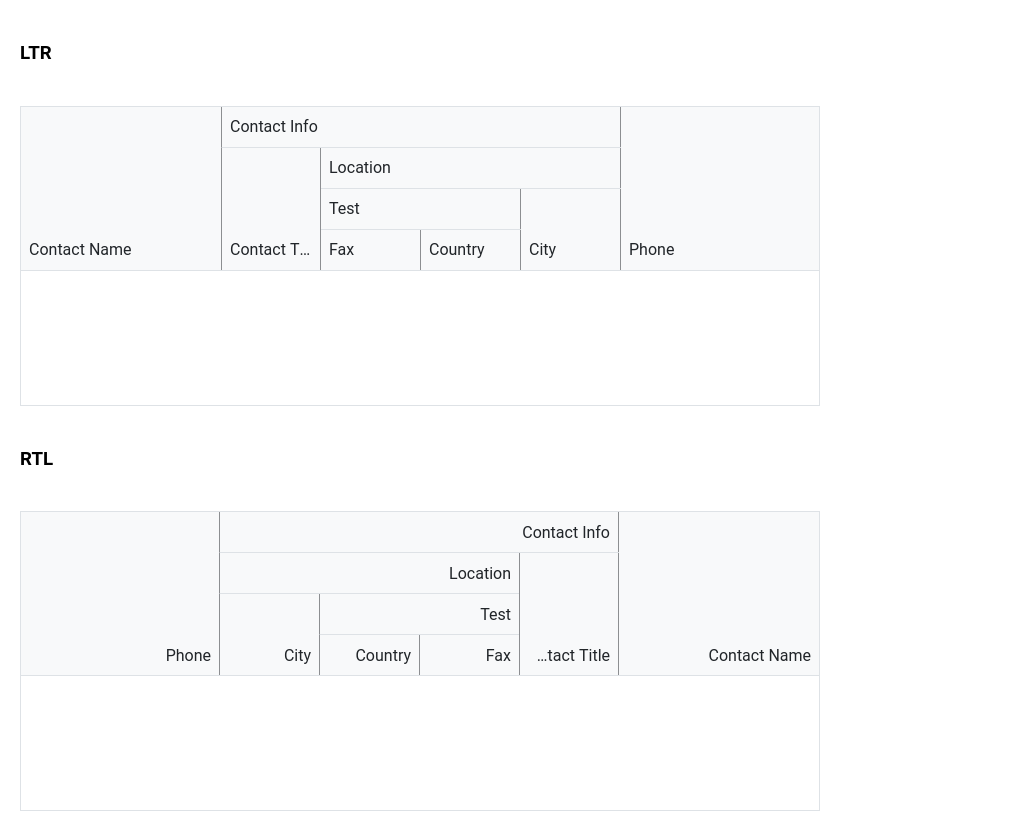 LTR
Contact Info
Location
Test
Contact Name
Contact T...
Fax
Country
City
Phone
RTL
Contact Info
Location
Test
Phone
City
Country
Fax
...tact Title
Contact Name